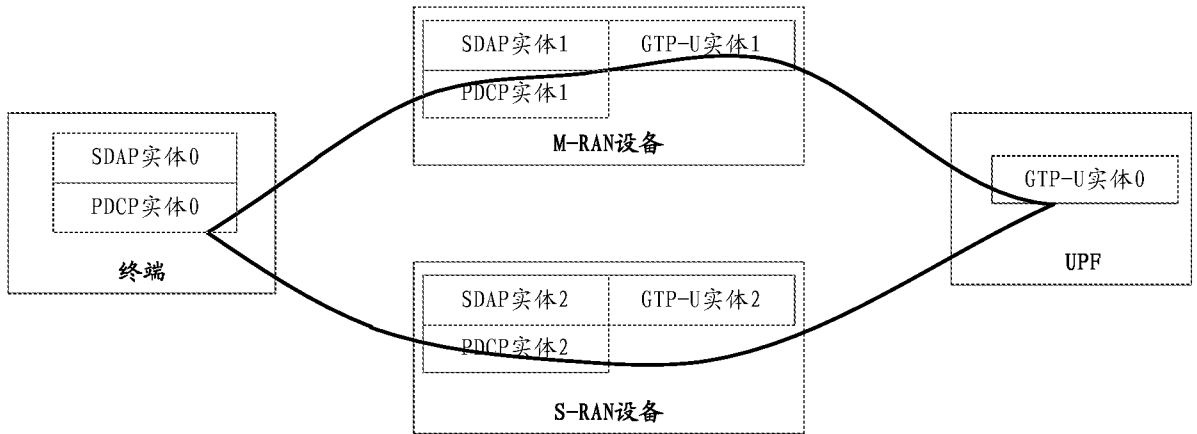 SDAP实体1 GTP-U实体1
PDCP实体1
M-RAN设备
SDAP实体0
PDCP实体0
终端
GTP-U实体0
UPF
SDAP实体2 GTP-U实体2
PDCP实体2
S-RAN设备